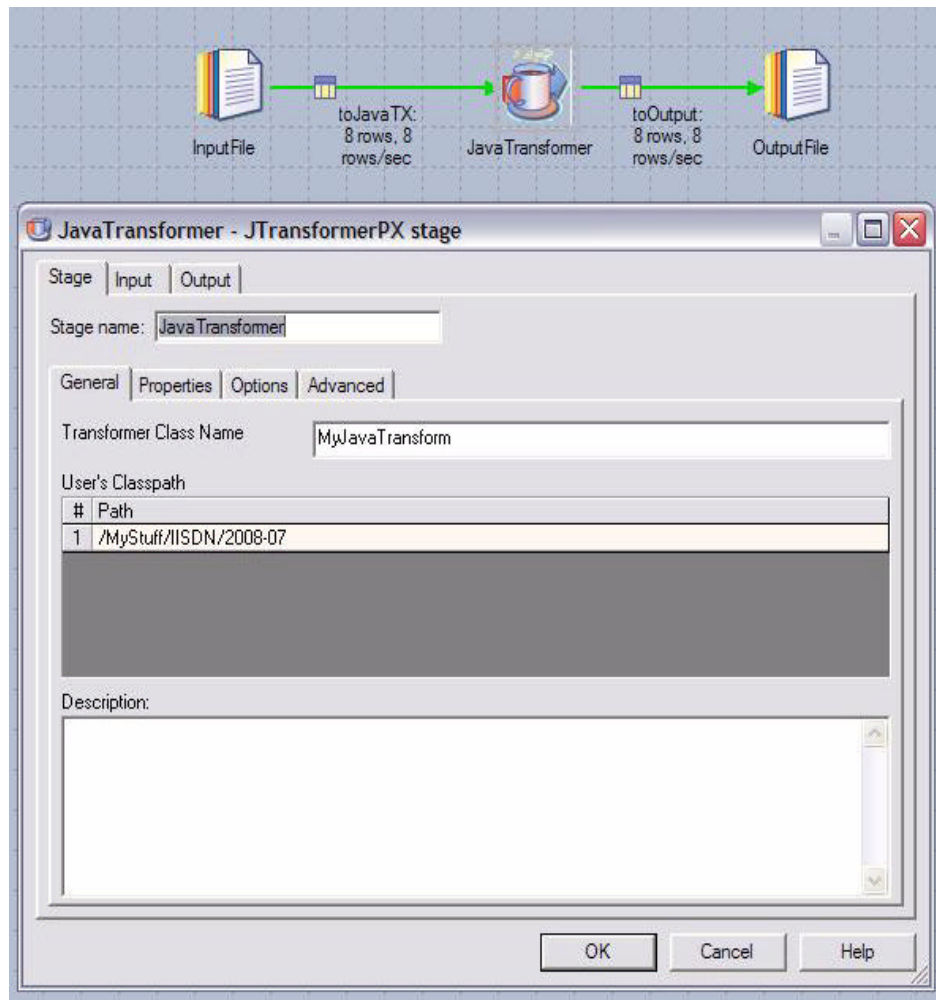 toJavaTX:
8 rows, 8
rows/sec
toOutput:
8 rows, 8
rows/sec
InputFile
JavaTransformer
OutputFile
JavaTransformer - JTransformerPX stage
Stage
Input
Output
Stage name:
JavaTransformer
General
Properties
Options
Advanced
Transformer Class Name
MyJavaTransform
User's Classpath
# Path
1 /MyStuff/IISDN/2008-07
Description:
OK
Cancel
Help